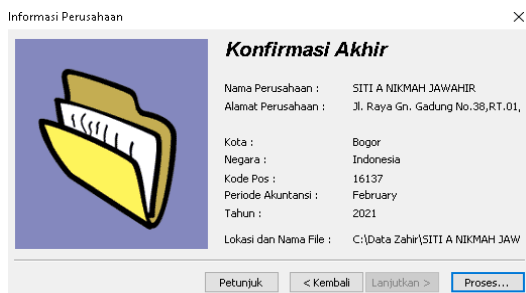 Informasi Perusahaan
Konfirmasi Akhir
Nama Perusahaan : SITI A NIKMAH JAWAHIR
Alamat Perusahaan : Jl. Raya Gn. Gadung No.38,RT.01,
Kota : Bogor
Negara : Indonesia
Kode Pos : 16137
Periode Akuntansi : February
Tahun : 2021
Lokasi dan Nama File : C:\Data Zahir\SITI A NIKMAH JAW
Petunjuk < Kembali Lanjutkan > Proses...